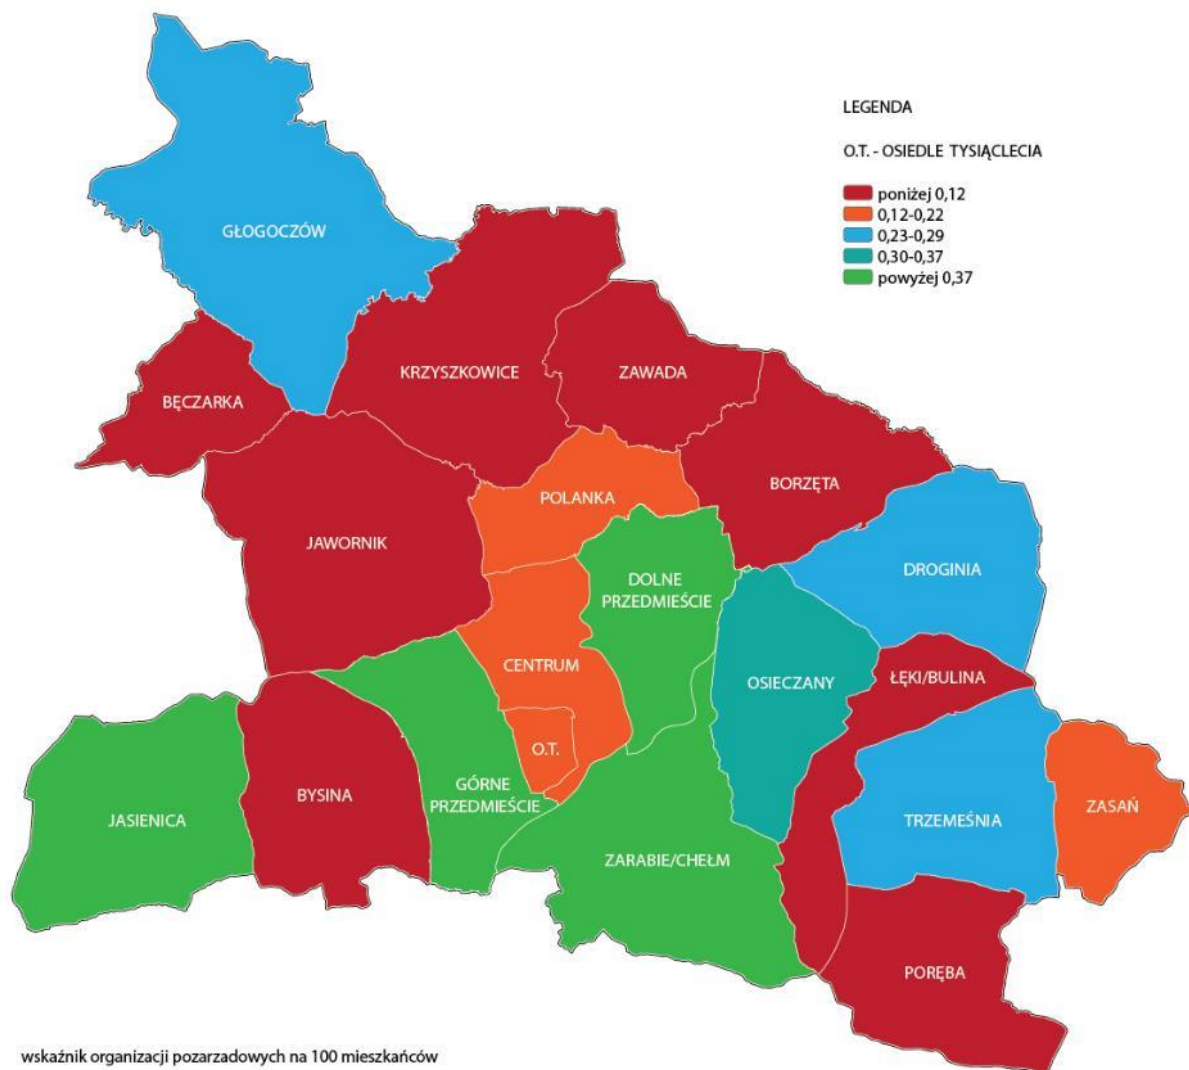 LEGENDA
O.T. - OSIEDLE TYSIĄCLECIA
poniżej 0,12
0,12-0,22
0,23-0,29
0,30-0,37
powyżej 0,37
GŁOGOCZÓW
KRZYSZKOWICE
ZAWADA
BĘCZARKA
BORZĘTA
POLANKA
JAWORNIK
DROGINIA
DOLNE
PRZEDMIEŚCIE
CENTRUM
OSIECZANY
ŁĘKI/BULINA
O.T.
GÓRNE
PRZEDMIEŚCIE
BYSINA
JASIENICA
TRZEMEŚNIA
ZASAŃ
ZARABIE/CHEŁM
PORĘBA
wskaźnik organizacji pozarzadowych na 100 mieszkańców